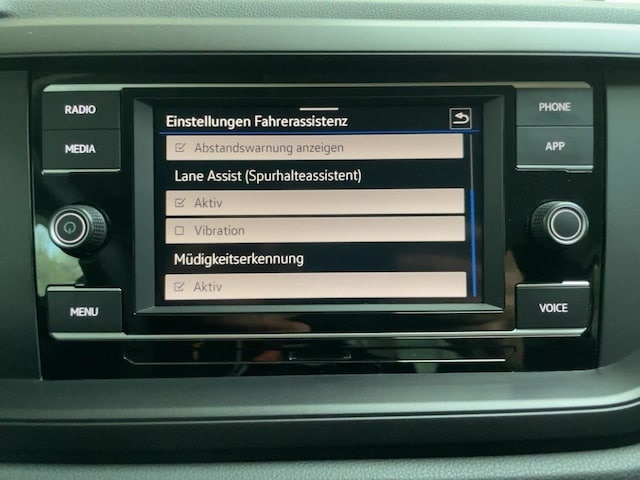 RADIO
MEDIA
MENU
Einstellungen Fahrerassistenz
Abstandswarnung anzeigen
Lane Assist (Spurhalteassistent)
Aktiv
Vibration
Müdigkeitserkennung
Aktiv
PHONE
APP
VOICE